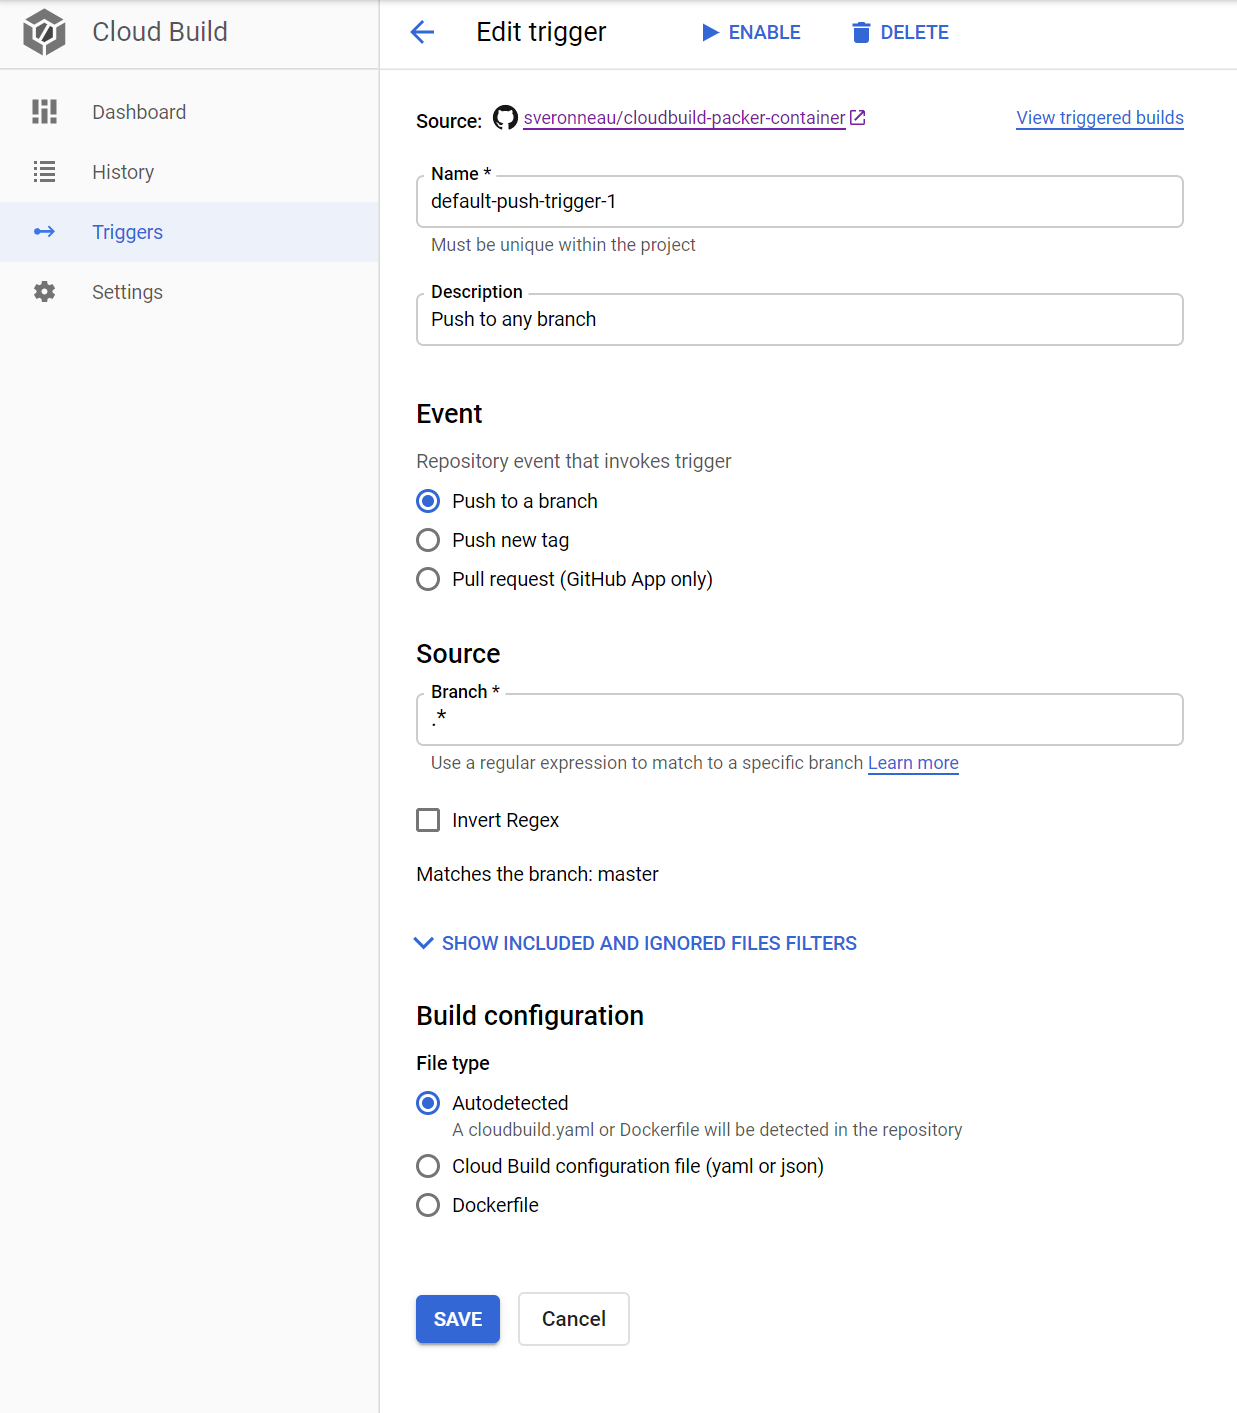 Cloud Build
Edit trigger
ENABLE
DELETE
Dashboard
History
Triggers
Settings
Source: sveronneau/cloudbuild-packer-container
View triggered builds
Name *
default-push-trigger-1
Must be unique within the project
Description
Push to any branch
Event
Repository event that invokes trigger
Push to a branch
Push new tag
Pull request (GitHub App only)
Source
Branch *
.*
Use a regular expression to match to a specific branch Learn more
Invert Regex
Matches the branch: master
SHOW INCLUDED AND IGNORED FILES FILTERS
Build configuration
File type
Autodetected
A cloudbuild.yaml or Dockerfile will be detected in the repository
Cloud Build configuration file (yaml or json)
Dockerfile
SAVE
Cancel